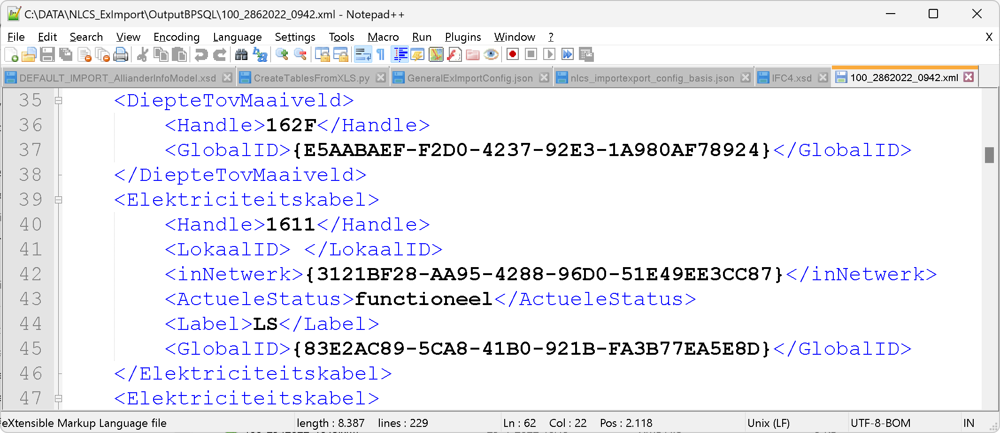 C:\DATA\NLCS_ExImport\OutputBPSQL\100_2862022_0942.xml - Notepad++
File Edit Search View Encoding Language Settings Tools Macro Run Plugins Window ? X
DEFAULT_IMPORT_AllianderInfoModel.xsd CreateTablesFromXLS.py GeneralExImportConfig.json nlcs_importexport_config_basis.json IFC4.xsd 100_2862022_0942.xml
35 <DiepteTovMaaiveld>
36 <Handle>162F</Handle>
37 <GlobalID>{E5AABAEF-F2D0-4237-92E3-1A980AF78924}</GlobalID>
38 </DiepteTovMaaiveld>
39 <Elektriciteitskabel>
40 <Handle>1611</Handle>
41 <LokaalID> </LokaalID>
42 <inNetwerk>{3121BF28-AA95-4288-96D0-51E49EE3CC87}</inNetwerk>
43 <ActueleStatus>functioneel</ActueleStatus>
44 <Label>LS</Label>
45 <GlobalID>{83E2AC89-5CA8-41B0-921B-FA3B77EA5E8D}</GlobalID>
46 </Elektriciteitskabel>
47 <Elektriciteitskabel>
eXtensible Markup Language file length : 8.387 lines : 229 Ln : 62 Col : 22 Pos : 2.118 Unix (LF) UTF-8-BOM IN